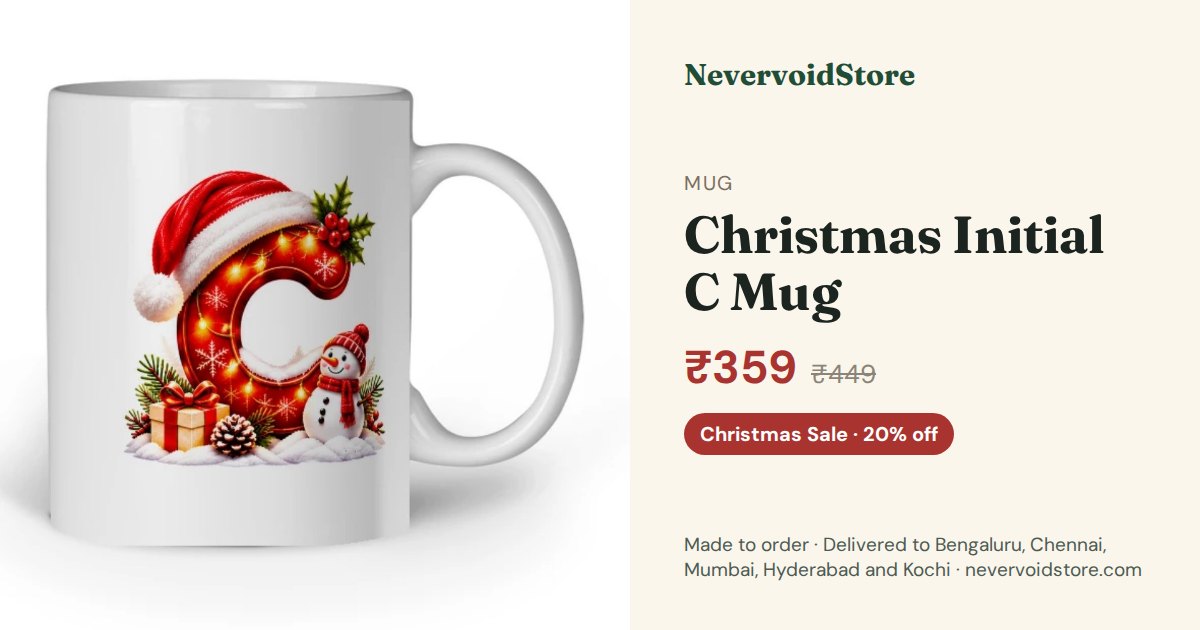 NevervoidStore
MUG
Christmas Initial
C Mug
₹359 ₹449
Christmas Sale · 20% off
Made to order · Delivered to Bengaluru, Chennai,
Mumbai, Hyderabad and Kochi · nevervoidstore.com
C